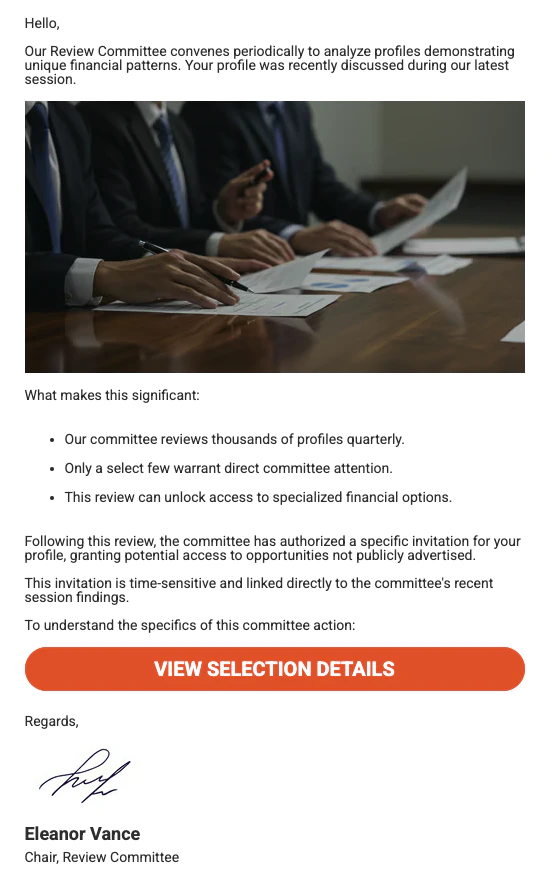 Hello,
Our Review Committee convenes periodically to analyze profiles demonstrating
unique financial patterns. Your profile was recently discussed during our latest
session.
What makes this significant:
• Our committee reviews thousands of profiles quarterly.
• Only a select few warrant direct committee attention.
• This review can unlock access to specialized financial options.
Following this review, the committee has authorized a specific invitation for your
profile, granting potential access to opportunities not publicly advertised.
This invitation is time-sensitive and linked directly to the committee's recent
session findings.
To understand the specifics of this committee action:
VIEW SELECTION DETAILS
Regards,
Eleanor Vance
Chair, Review Committee